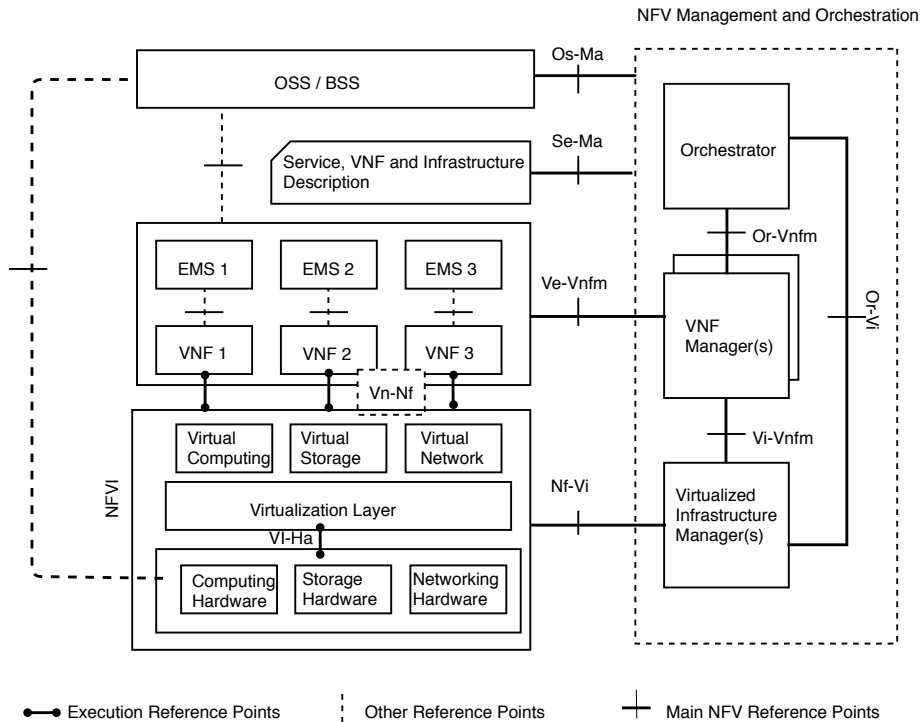 NFV Management and Orchestration
Os-Ma
OSS / BSS
Se-Ma
Service, VNF and Infrastructure
Description
Orchestrator
Or-Vnfm
EMS 1
EMS 2
EMS 3
Ve-Vnfm
VNF
Manager(s)
Or-Vi
VNF 1
VNF 2
VNF 3
Vn-Nf
Vi-Vnfm
NFVI
Virtual
Computing
Virtual
Storage
Virtual
Network
Nf-Vi
Virtualized
Infrastructure
Manager(s)
Virtualization Layer
VI-Ha
Computing
Hardware
Storage
Hardware
Networking
Hardware
Execution Reference Points
Other Reference Points
Main NFV Reference Points